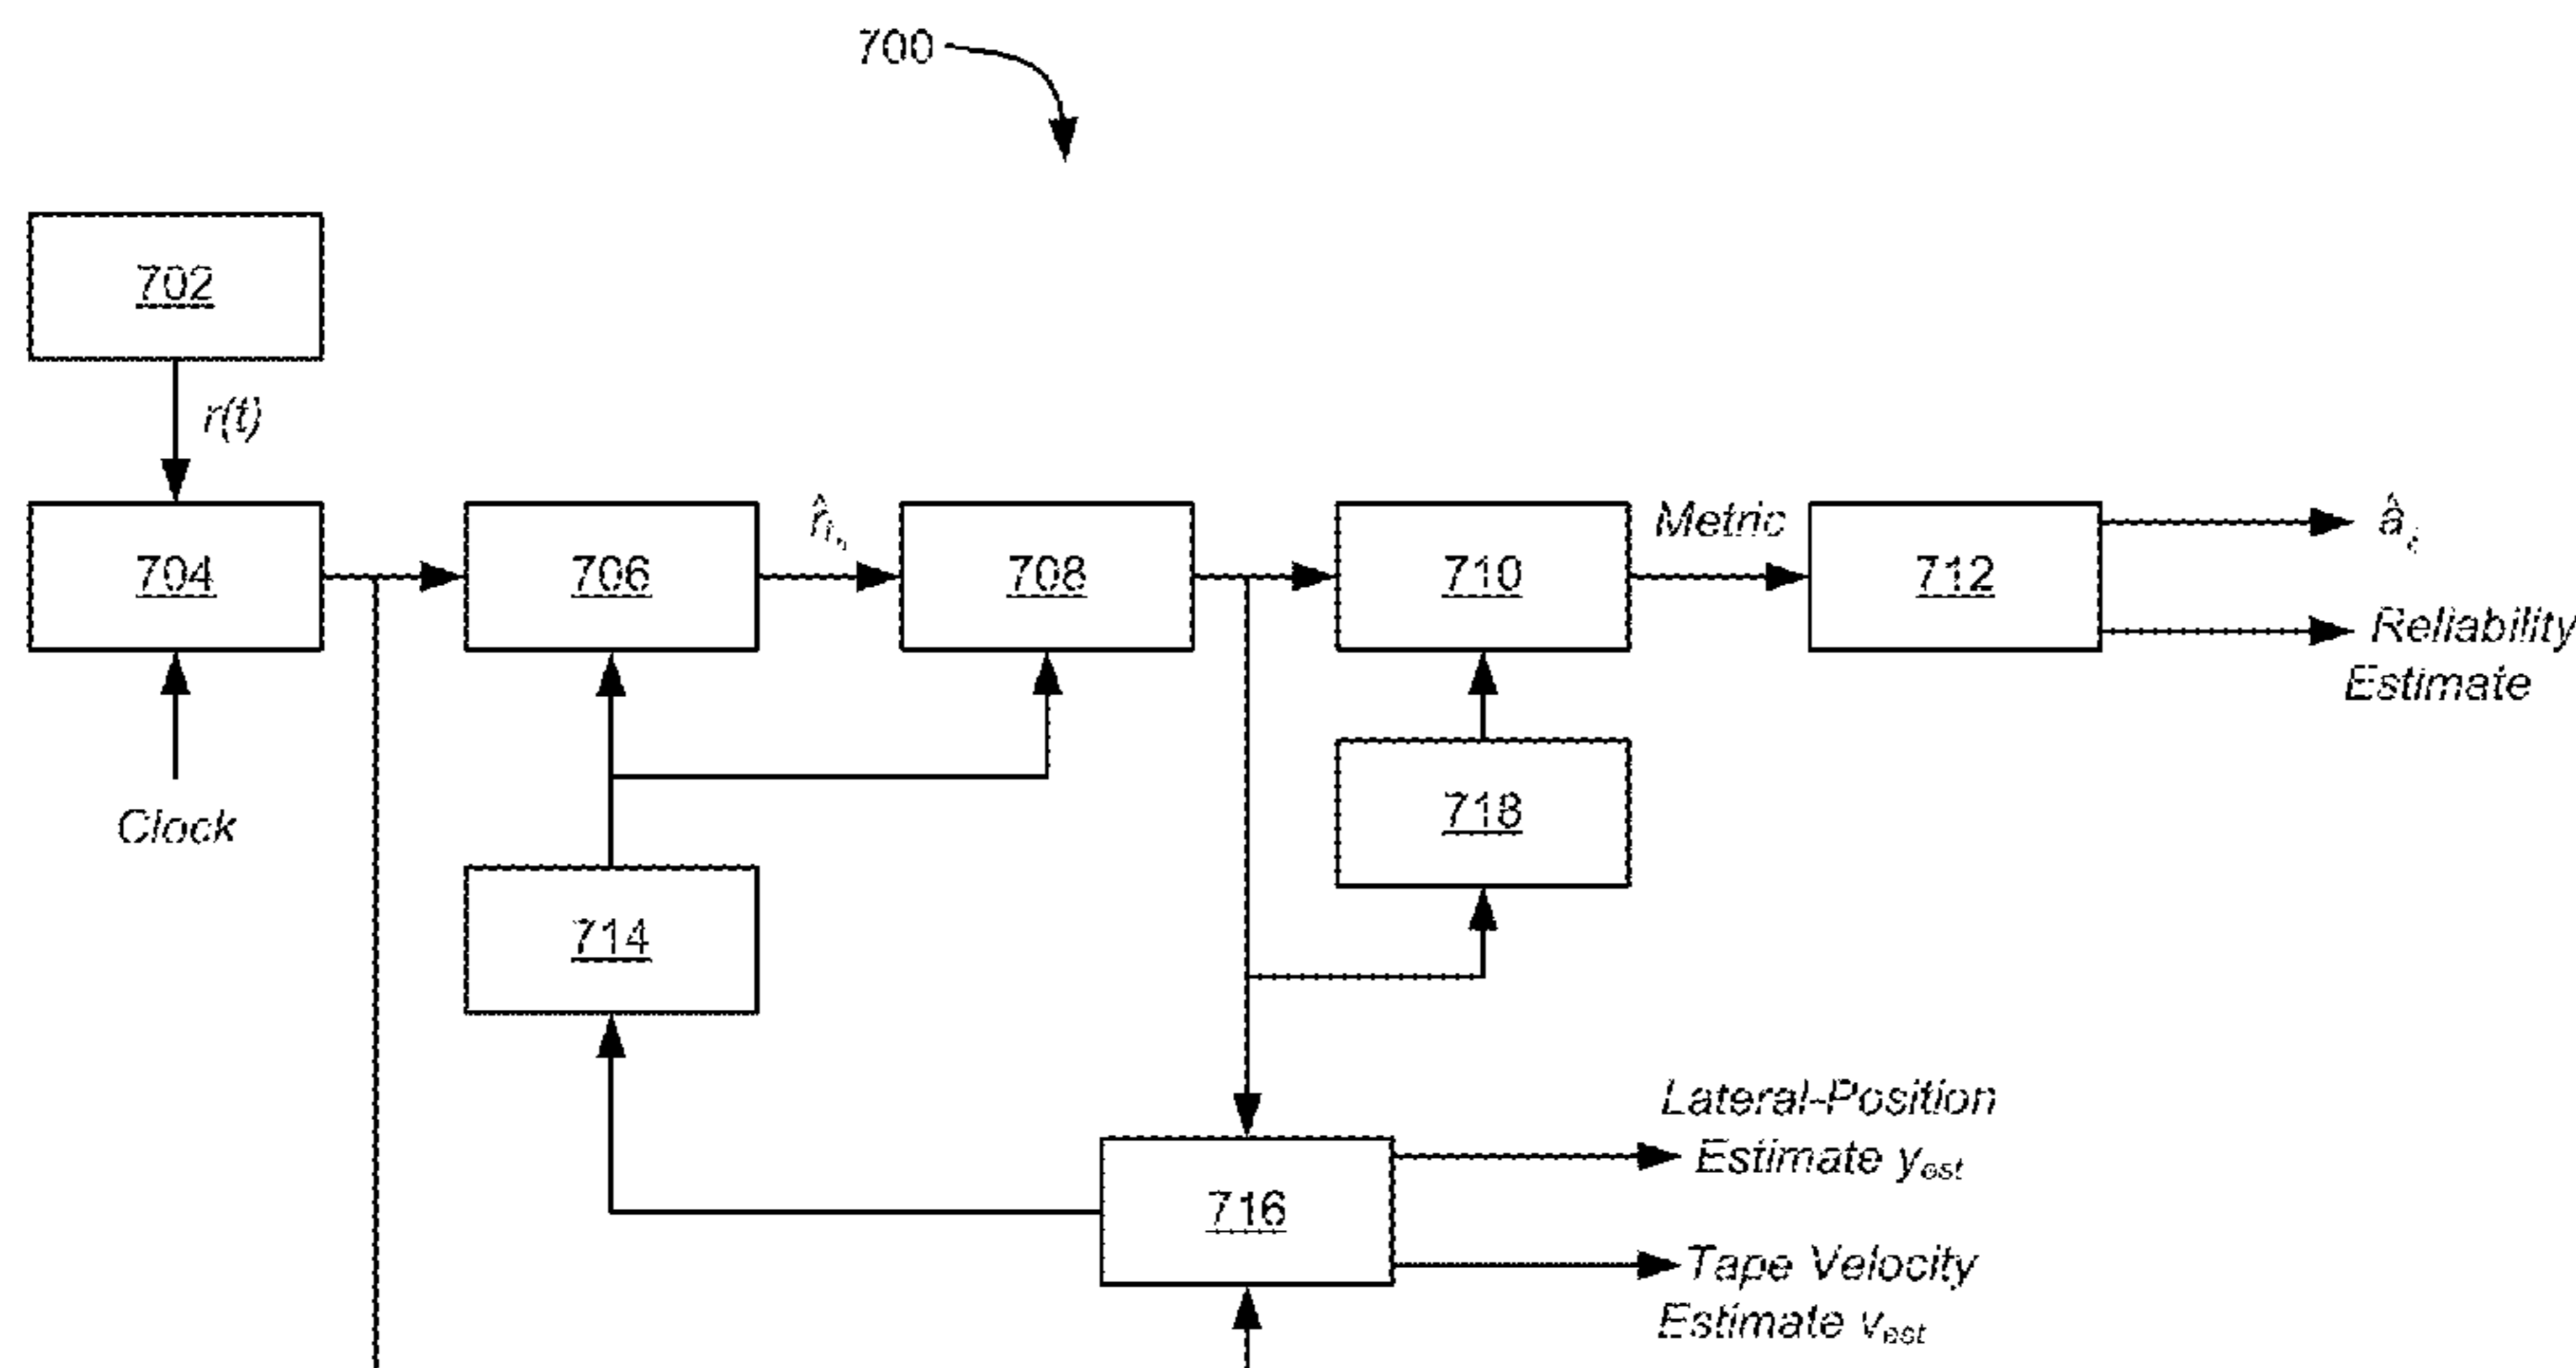 700
702
r(t)
704
706
708
710
Metric
712
Reliability
Estimate
Clock
718
714
Lateral-Position
Estimate yest
716
Tape Velocity
Estimate vest